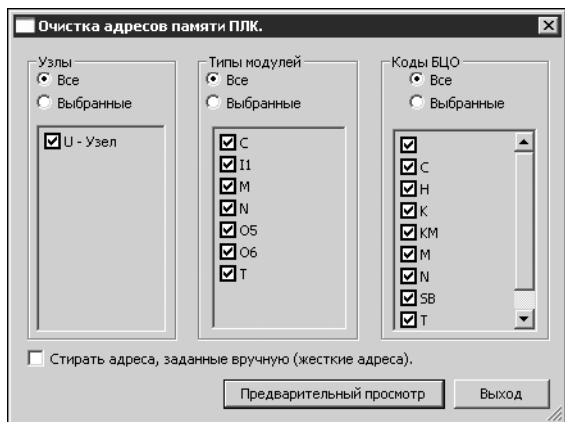 Очистка адресов памяти ПЛК.
Узлы
Все
Выбранные
U - Узел
Типы модулей
Все
Выбранные
C
I1
M
N
O5
O6
T
Коды БЦО
Все
Выбранные
C
H
K
KM
M
N
SB
T
Стирать адреса, заданные вручную (жесткие адреса).
Предварительный просмотр
Выход